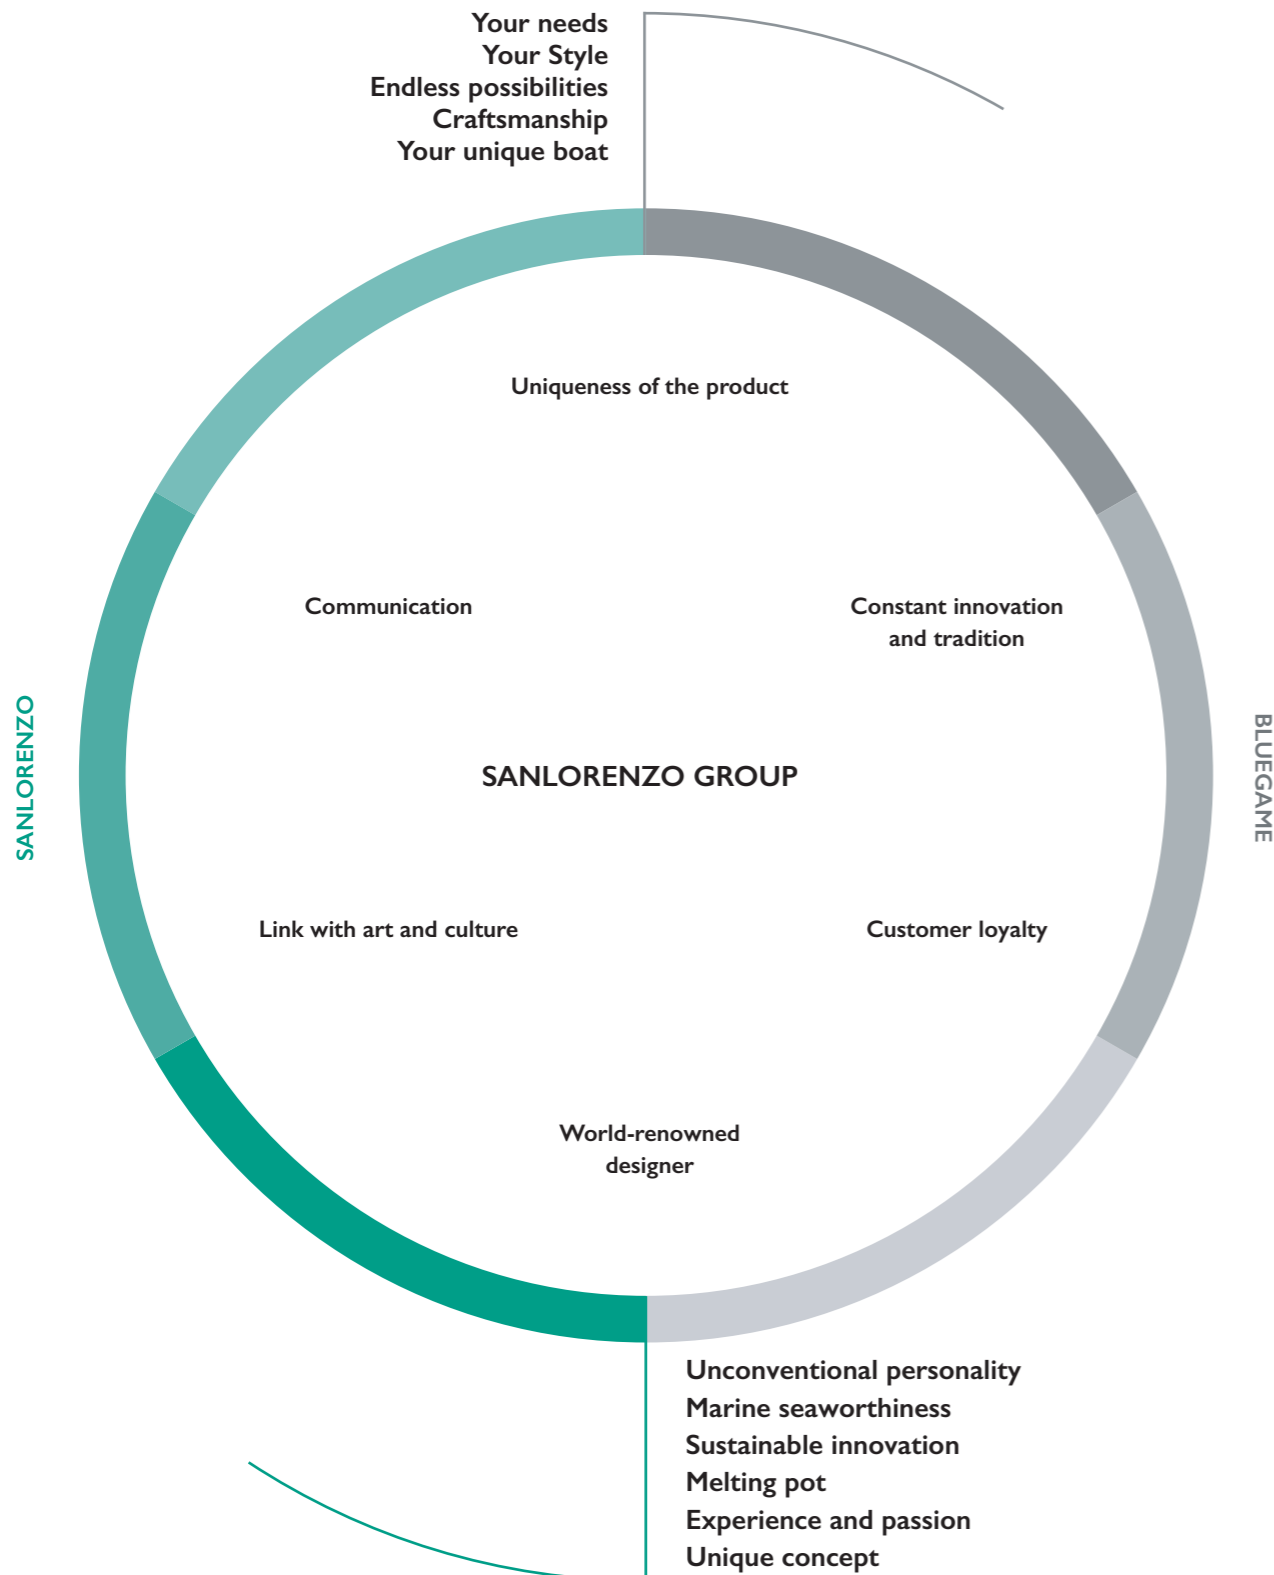 Your needs
Your Style
Endless possibilities
Craftsmanship
Your unique boat
Uniqueness of the product
Communication
Constant innovation
and tradition
SANLORENZO
SANLORENZO GROUP
BLUEGAME
Link with art and culture
Customer loyalty
World-renowned
designer
Unconventional personality
Marine seaworthiness
Sustainable innovation
Melting pot
Experience and passion
Unique concept